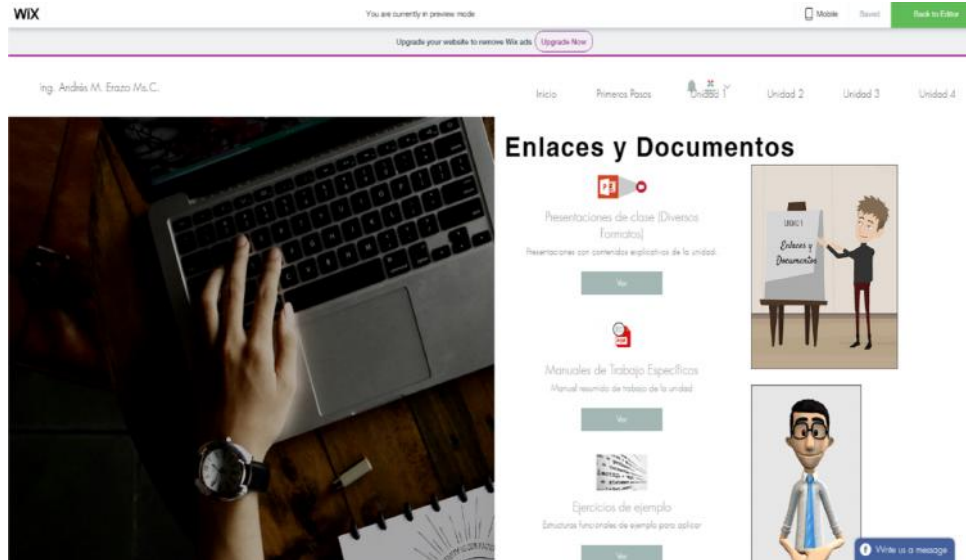 WiX
You are currently in preview mode
Mobile
Saved
Back to Editor
Upgrade your website to remove Wix ads
Upgrade Now
Ing. Andrés M. Erazo Ms.C.
Inicio
Primeros Pasos
Unidad 1
Unidad 2
Unidad 3
Unidad 4
Enlaces y Documentos
Presentaciones de clase (Diversos
Formatos)
Presentaciones con contenidos explicativos de la unidad.
Ver
UNIDAD 1
Enlaces y
Documentos
PDF
Manuales de Trabajo Específicos
Manual resumido de trabajo de la unidad
Ver
Ejercicios de ejemplo
Estructuras funcionales de ejemplo para aplicar
Ver
Write us a message